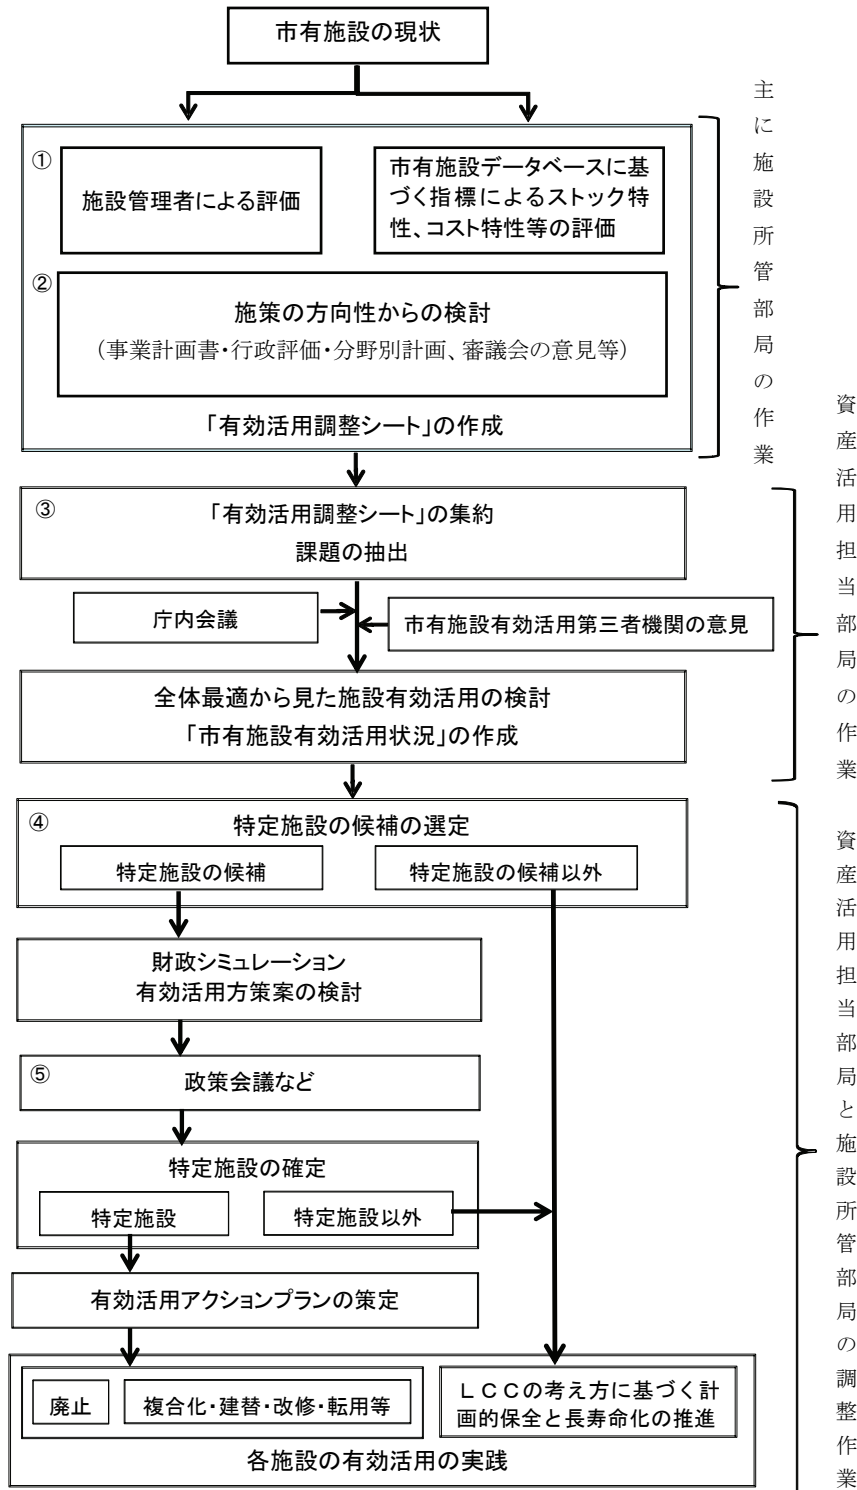 市有施設の現状
①
施設管理者による評価
市有施設データベースに基
づく指標によるストック特
性、コスト特性等の評価
②
施策の方向性からの検討
（事業計画書・行政評価・分野別計画、審議会の意見等）
「有効活用調整シート」の作成
主に施設所管部局の作業
③
「有効活用調整シート」の集約
課題の抽出
庁内会議
市有施設有効活用第三者機関の意見
全体最適から見た施設有効活用の検討
「市有施設有効活用状況」の作成
資産活用担当部局の作業
④
特定施設の候補の選定
特定施設の候補
特定施設の候補以外
財政シミュレーション
有効活用方策案の検討
⑤
政策会議など
特定施設の確定
特定施設
特定施設以外
有効活用アクションプランの策定
廃止
複合化・建替・改修・転用等
ＬＣＣの考え方に基づく計
画的保全と長寿命化の推進
各施設の有効活用の実践
資産活用担当部局と施設所管部局の調整作業